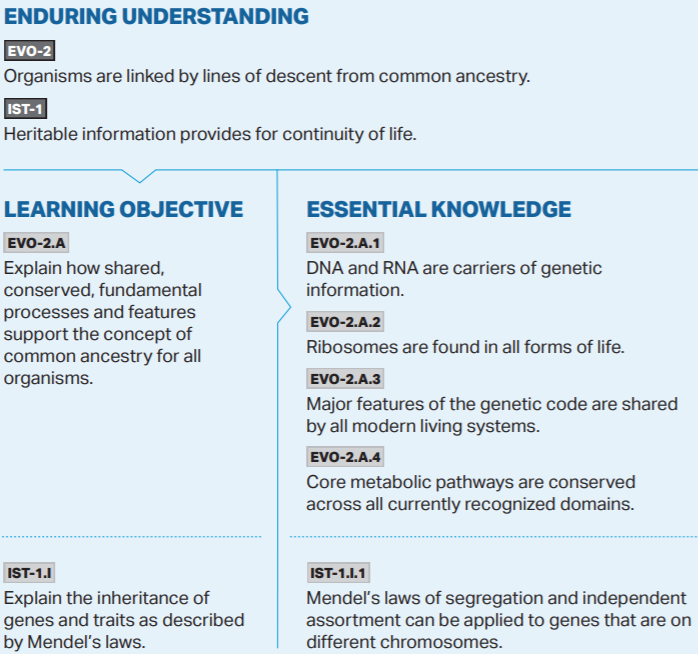 ENDURING UNDERSTANDING
EVO-2
Organisms are linked by lines of descent from common ancestry.
IST-1
Heritable information provides for continuity of life.
LEARNING OBJECTIVE
EVO-2.A
Explain how shared,
conserved, fundamental
processes and features
support the concept of
common ancestry for all
organisms.
ESSENTIAL KNOWLEDGE
EVO-2.A.1
DNA and RNA are carriers of genetic
information.
EVO-2.A.2
Ribosomes are found in all forms of life.
EVO-2.A.3
Major features of the genetic code are shared
by all modern living systems.
EVO-2.A.4
Core metabolic pathways are conserved
across all currently recognized domains.
IST-1.I
Explain the inheritance of
genes and traits as described
by Mendel's laws.
IST-1.I.1
Mendel's laws of segregation and independent
assortment can be applied to genes that are on
different chromosomes.